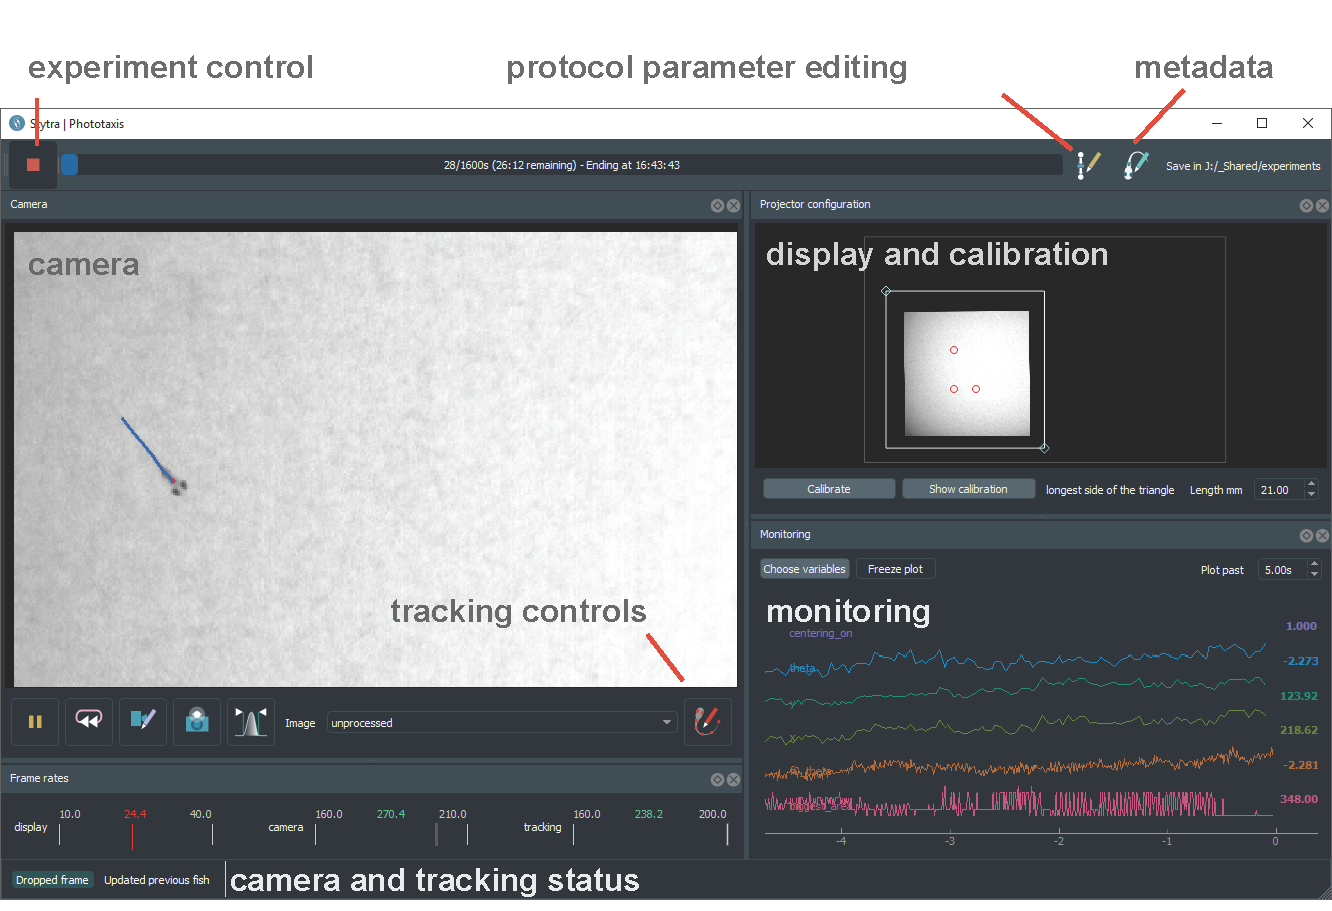 experiment control
protocol parameter editing
metadata
Stytra | Phototaxis
28/1600s (26:12 remaining) - Ending at 16:43:43
Save in J:/_Shared/experiments
Camera
Projector configuration
camera
display and calibration
Calibrate
Show calibration
longest side of the triangle
Length mm
21.00
Monitoring
Choose variables
Freeze plot
Plot past
5.00s
tracking controls
monitoring
centering_on
1.000
theta
-2.273
y
123.92
x
218.62
f0_theta
-2.281
biggest_area
348.00
-4
-3
-2
-1
0
Image
unprocessed
Frame rates
display
10.0
24.4
40.0
camera
160.0
270.4
210.0
tracking
160.0
238.2
200.0
Dropped frame
Updated previous fish
camera and tracking status